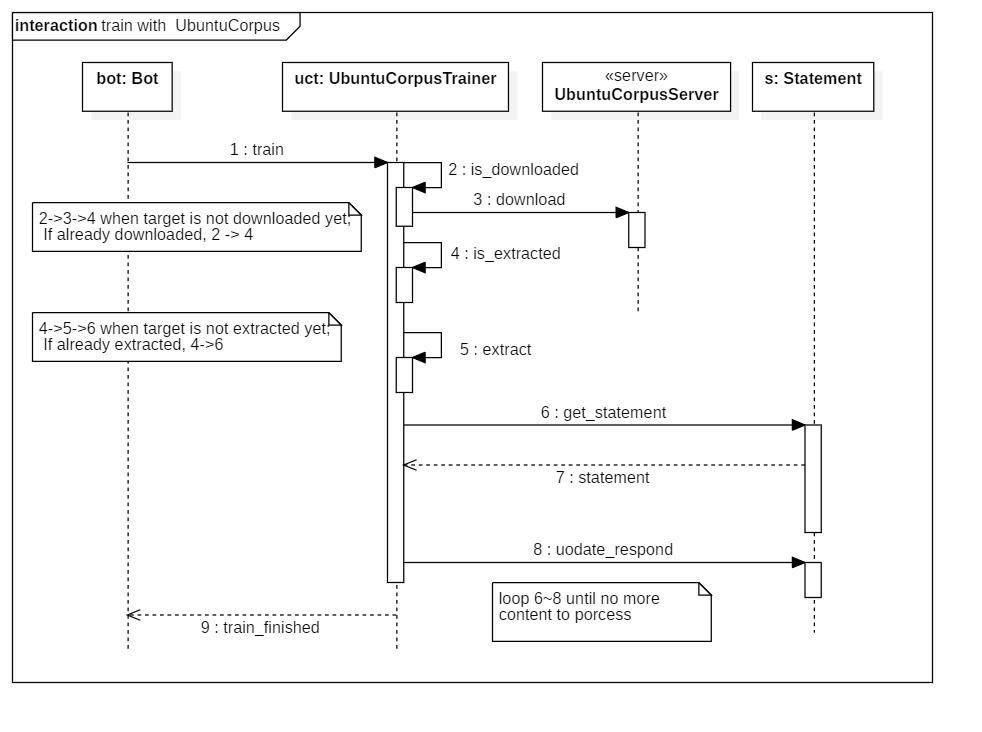 interaction train with UbuntuCorpus
bot: Bot
uct: UbuntuCorpusTrainer
«server»
UbuntuCorpusServer
s: Statement
1 : train
2 : is_downloaded
3 : download
2->3->4 when target is not downloaded yet;
If already downloaded, 2 -> 4
4 : is_extracted
4->5->6 when target is not extracted yet;
If already extracted, 4->6
5 : extract
6 : get_statement
7 : statement
8 : uodate_respond
loop 6~8 until no more
content to porcess
9 : train_finished